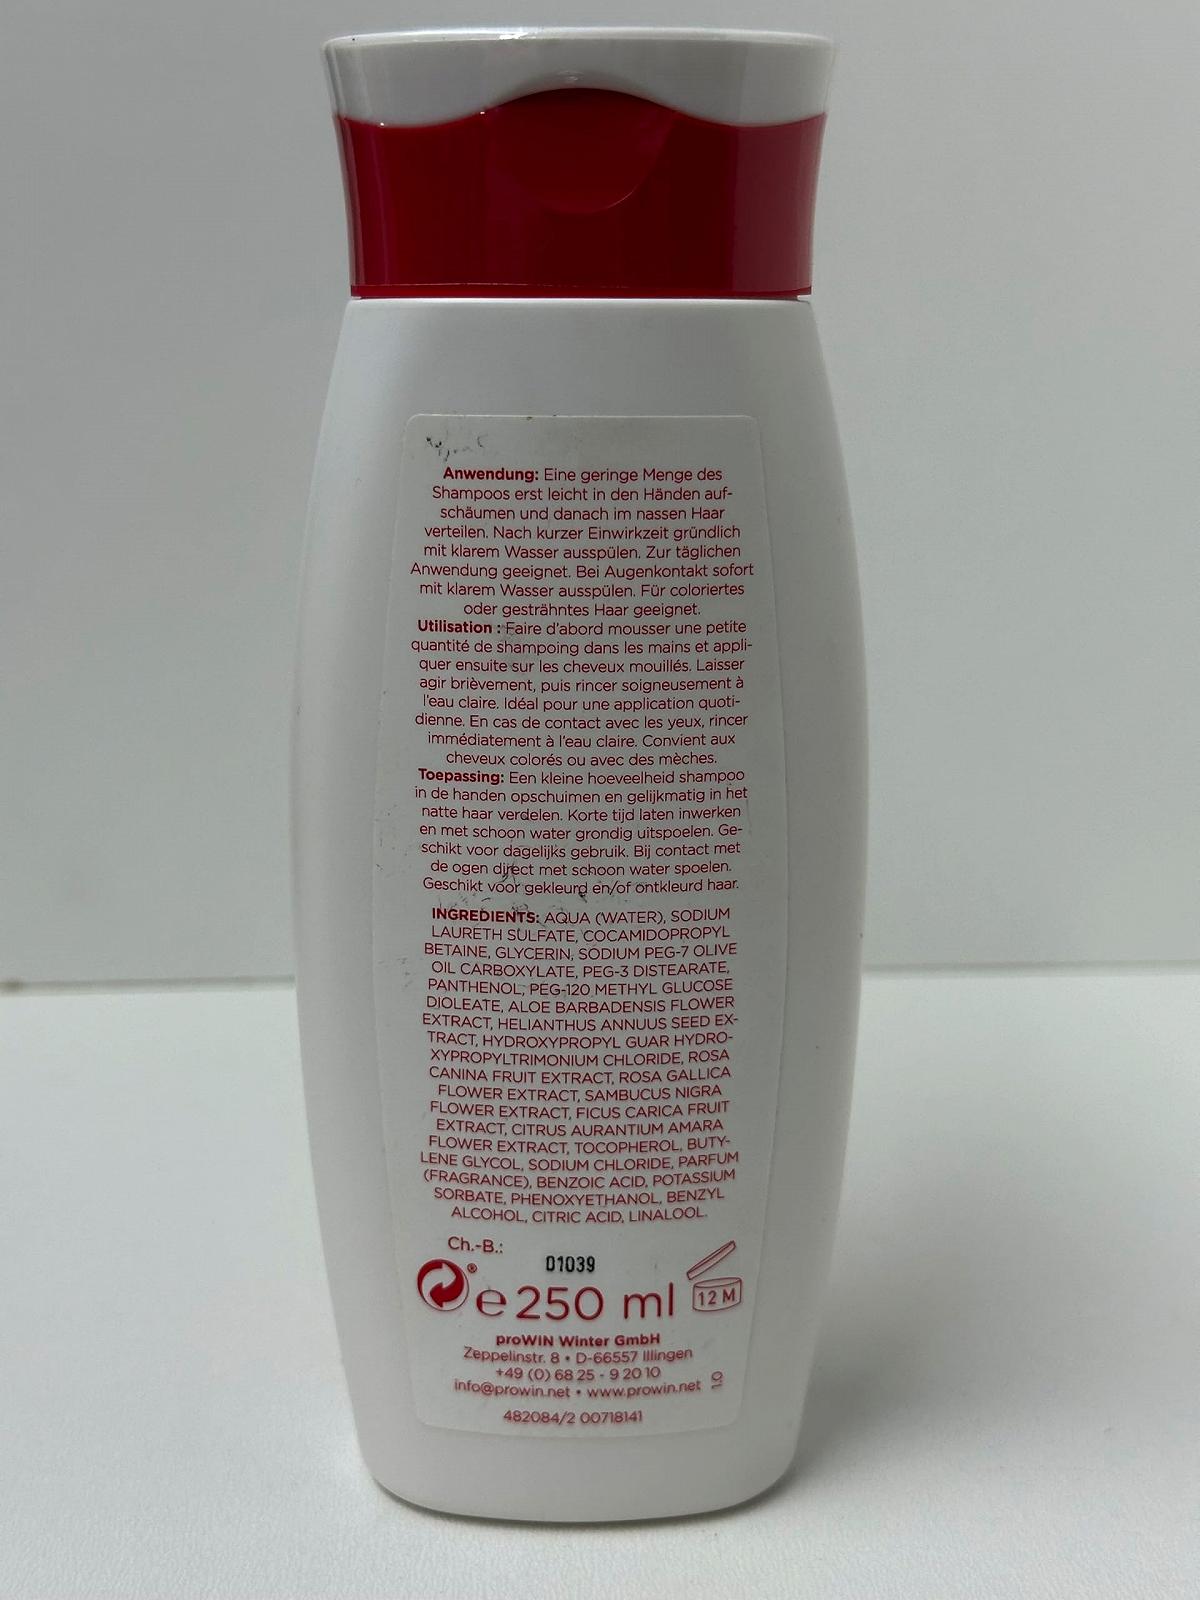 Anwendung: Eine geringe Menge des
Shampoos erst leicht in den Händen auf-
schäumen und danach im nassen Haar
verteilen. Nach kurzer Einwirkzeit gründlich
mit klarem Wasser ausspülen. Zur täglichen
Anwendung geeignet. Bei Augenkontakt sofort
mit klarem Wasser ausspülen. Für coloriertes
oder gesträhntes Haar geeignet.
Utilisation : Faire d'abord mousser une petite
quantité de shampoing dans les mains et appli-
quer ensuite sur les cheveux mouillés. Laisser
agir brièvement, puis rincer soigneusement à
l'eau claire. Idéal pour une application quoti-
dienne. En cas de contact avec les yeux, rincer
immédiatement à l'eau claire. Convient aux
cheveux colorés ou avec des mèches.
Toepassing: Een kleine hoeveelheid shampoo
in de handen opschuimen en gelijkmatig in het
natte haar verdelen. Korte tijd laten inwerken
en met schoon water grondig uitspoelen. Ge-
schikt voor dagelijks gebruik. Bij contact met
de ogen direct met schoon water spoelen.
Geschikt voor gekleurd en/of ontkleurd haar.
INGREDIENTS: AQUA (WATER), SODIUM
LAURETH SULFATE, COCAMIDOPROPYL
BETAINE, GLYCERIN, SODIUM PEG-7 OLIVE
OIL CARBOXYLATE, PEG-3 DISTEARATE,
PANTHENOL, PEG-120 METHYL GLUCOSE
DIOLEATE, ALOE BARBADENSIS FLOWER
EXTRACT, HELIANTHUS ANNUUS SEED EX-
TRACT, HYDROXYPROPYL GUAR HYDRO-
XYPROPYLTRIMONIUM CHLORIDE, ROSA
CANINA FRUIT EXTRACT, ROSA GALLICA
FLOWER EXTRACT, SAMBUCUS NIGRA
FLOWER EXTRACT, FICUS CARICA FRUIT
EXTRACT, CITRUS AURANTIUM AMARA
FLOWER EXTRACT, TOCOPHEROL, BUTY-
LENE GLYCOL, SODIUM CHLORIDE, PARFUM
(FRAGRANCE), BENZOIC ACID, POTASSIUM
SORBATE, PHENOXYETHANOL, BENZYL
ALCOHOL, CITRIC ACID, LINALOOL.
Ch.-B.:
01039
® e 250 ml 12 M
proWIN Winter GmbH
Zeppelinstr. 8 • D-66557 Illingen
+49 (0) 68 25 - 9 20 10
info@prowin.net • www.prowin.net
1.0
482084/2 00718141